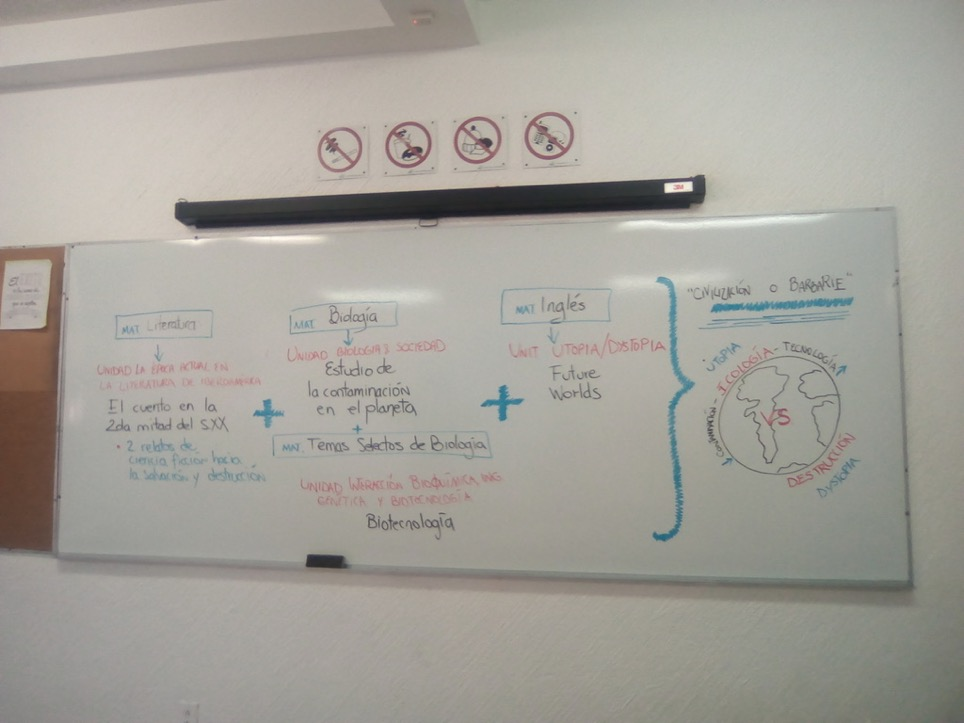 3M
MAT. Literatura
UNIDAD LA ÉPOCA ACTUAL EN
LA LITERATURA DE IBEROAMÉRICA
El cuento en la
2da mitad del S.XX
• 2 relatos de
ciencia ficción hacia
la salvación y destrucción
+
MAT. Biología
UNIDAD BIOLOGÍA Y SOCIEDAD
Estudio de
la contaminación
en el planeta
+
MAT. Temas Selectos de Biología
UNIDAD BIOQUÍMICA ING.
GENÉTICA Y BIOTECNOLOGÍA
Biotecnología
+
MAT. Inglés
UNIT UTOPIA/DYSTOPIA
Future
Worlds
"CIVILIZACIÓN O BARBARIE"
UTOPIA
ECOLOGÍA - TECNOLOGÍA
VS
DESTRUCCIÓN
DYSTOPIA